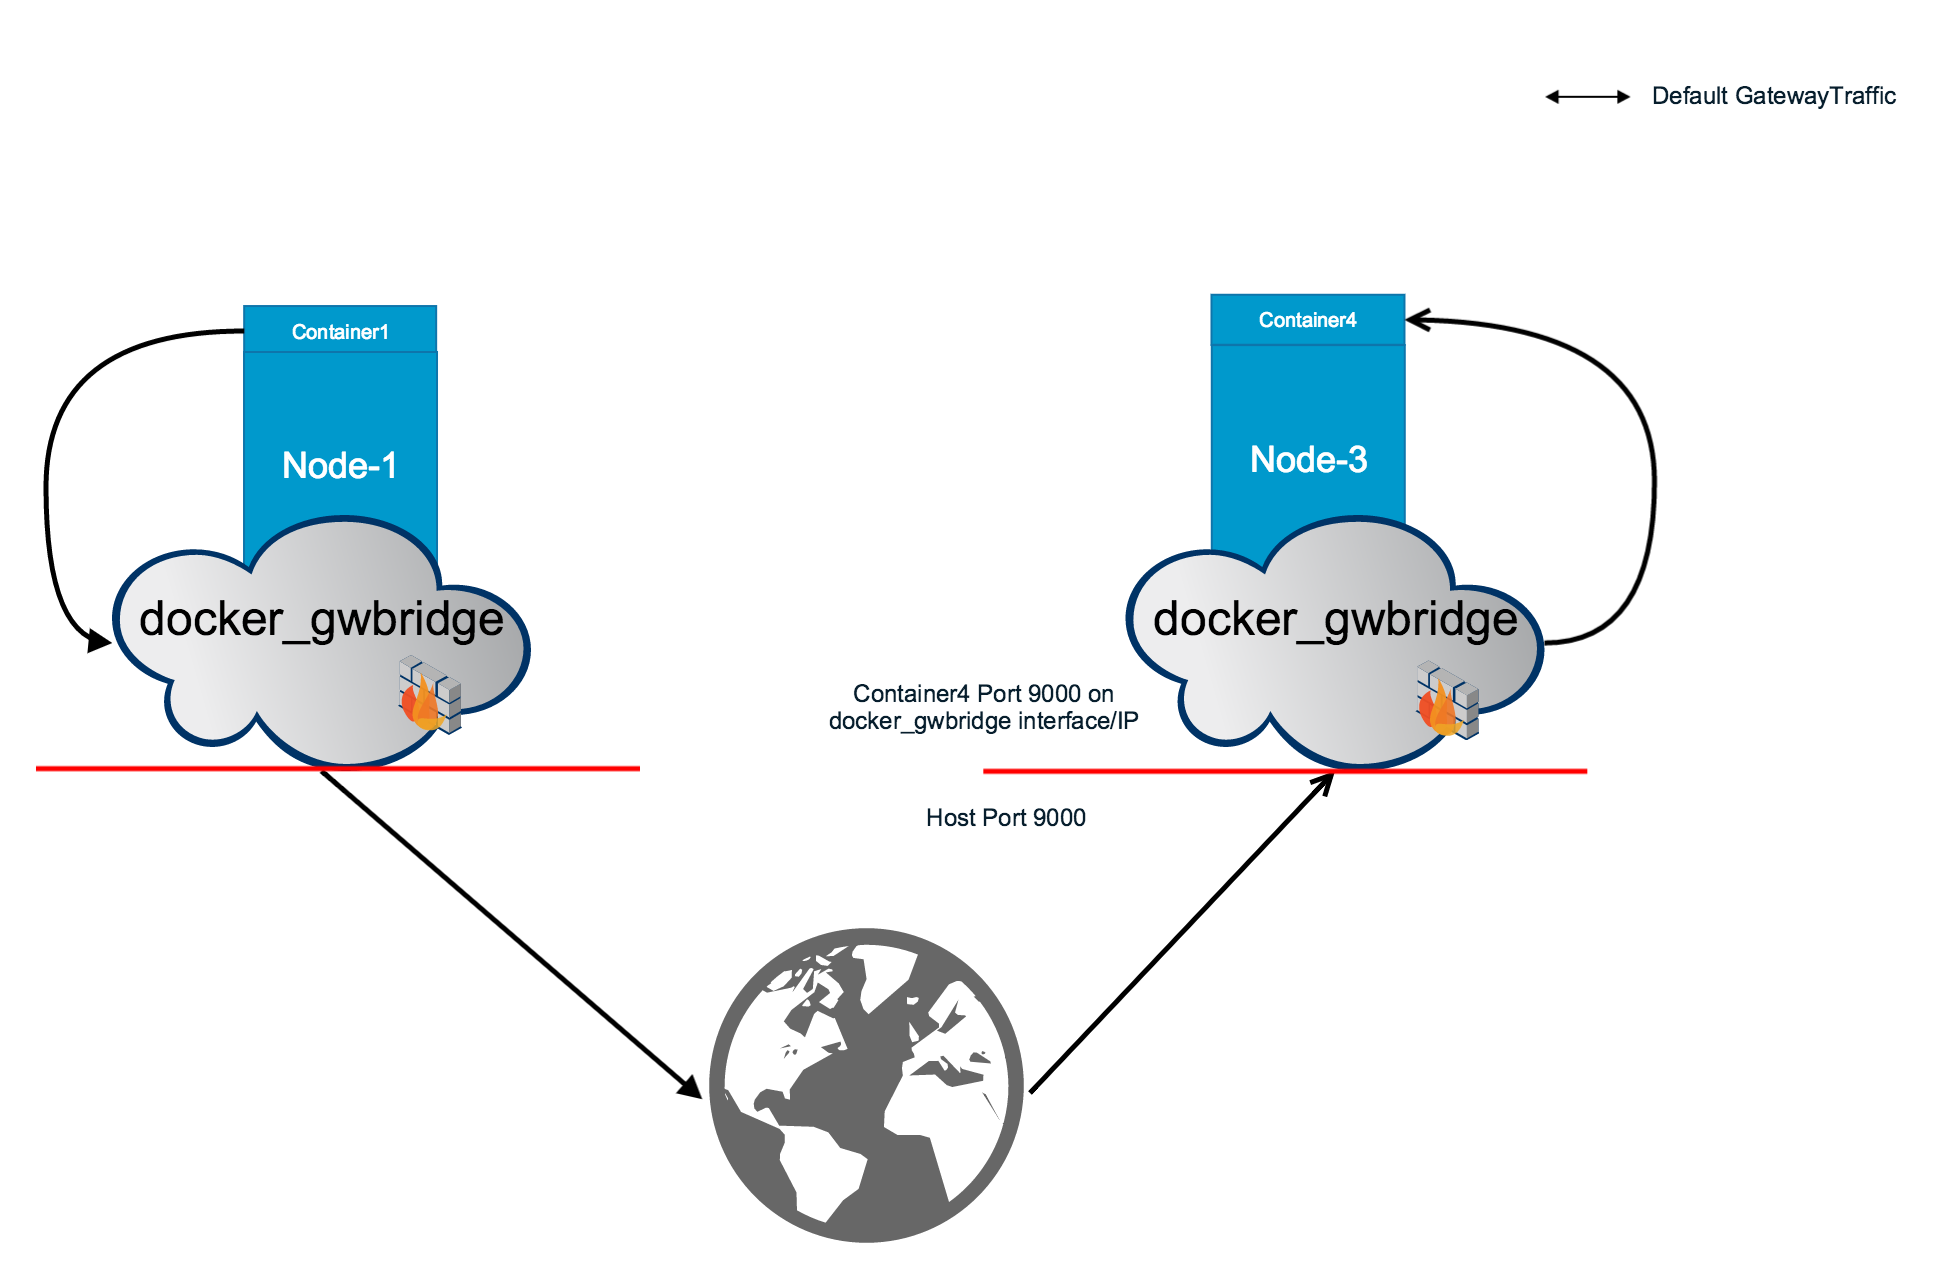 Default GatewayTraffic
Container1
Container4
Node-1
Node-3
docker_gwbridge
docker_gwbridge
Container4 Port 9000 on
docker_gwbridge interface/IP
Host Port 9000